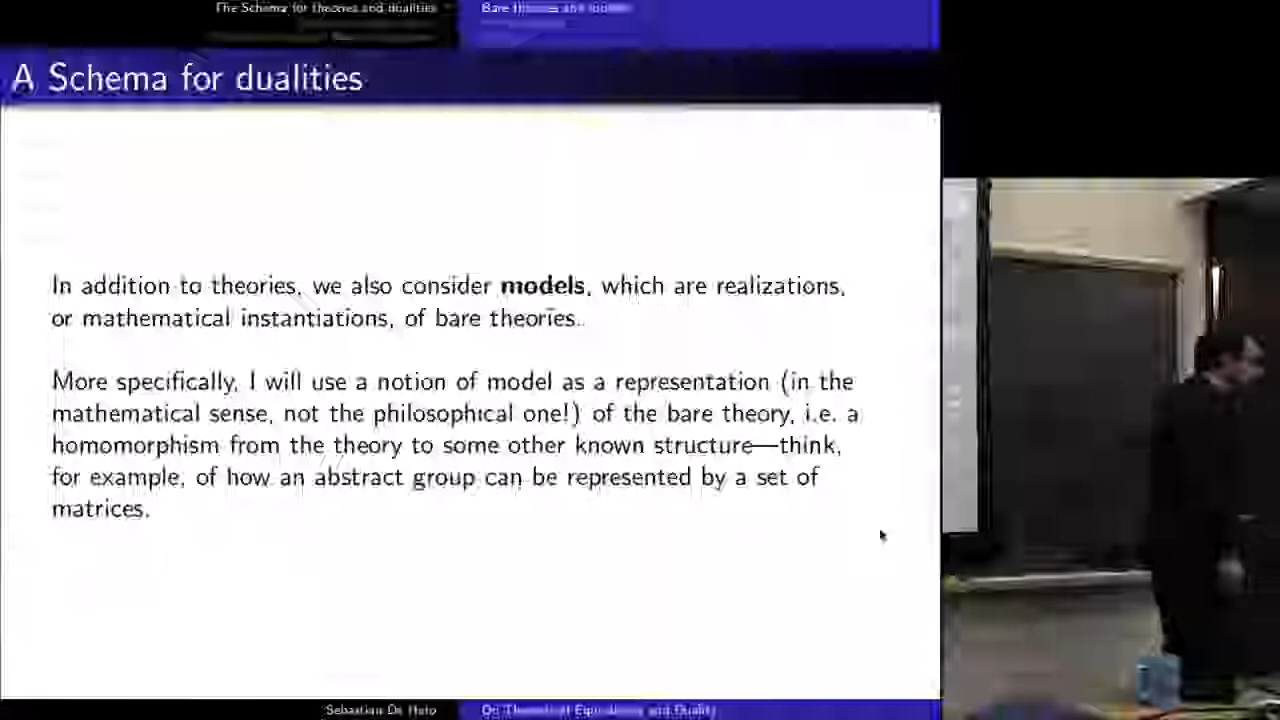 The Schema for theories and dualities
Bare theories and models
A Schema for dualities
In addition to theories, we also consider models, which are realizations,
or mathematical instantiations, of bare theories.
More specifically, I will use a notion of model as a representation (in the
mathematical sense, not the philosophical one!) of the bare theory, i.e. a
homomorphism from the theory to some other known structure—think,
for example, of how an abstract group can be represented by a set of
matrices.
Sebastian De Haro
On Theoretical Equivalence and Duality